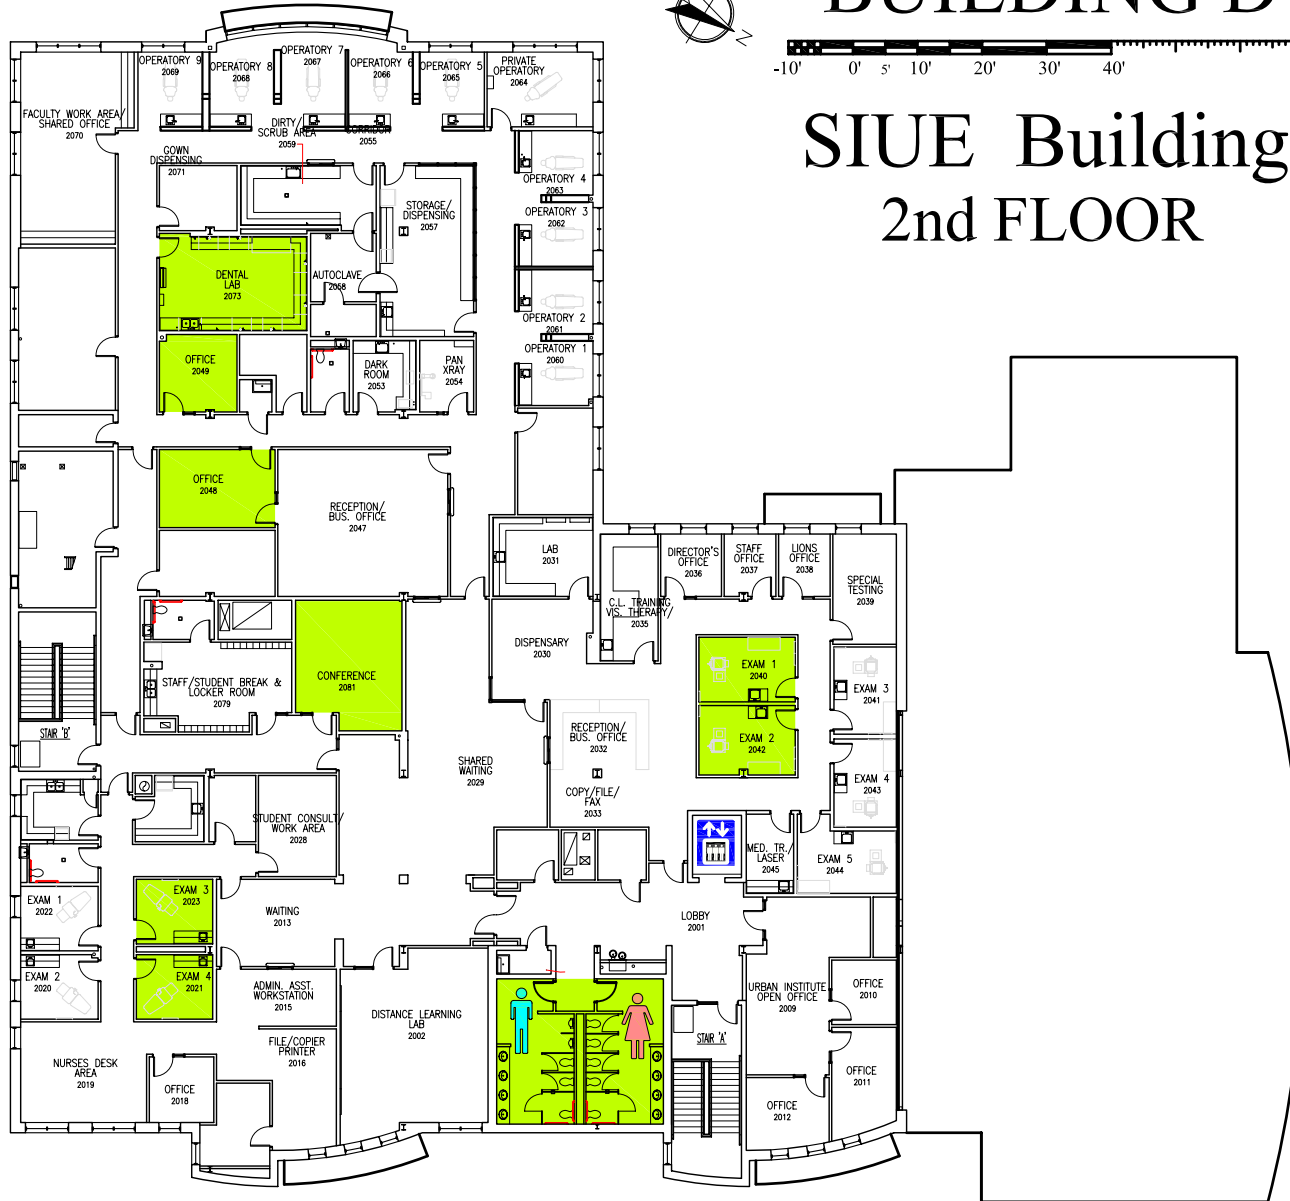 BUILDING D
N
-10' 0' 5' 10' 20' 30' 40'
SIUE Building
2nd FLOOR
OPERATORY 9
2069
OPERATORY 8
2068
OPERATORY 7
2067
OPERATORY 6
2066
OPERATORY 5
2065
PRIVATE
OPERATORY
2064
FACULTY WORK AREA/
SHARED OFFICE
2070
DIRTY/
SCRUB AREA
2059
CORRIDOR
2055
GOWN
DISPENSING
2071
OPERATORY 4
2063
STORAGE/
DISPENSING
2057
OPERATORY 3
2062
DENTAL
LAB
2073
AUTOCLAVE
2058
OPERATORY 2
2061
OPERATORY 1
2060
OFFICE
2049
DARK
ROOM
2053
PAN
XRAY
2054
OFFICE
2048
RECEPTION/
BUS. OFFICE
2047
LAB
2031
DIRECTOR'S
OFFICE
2036
STAFF
OFFICE
2037
LIONS
OFFICE
2038
SPECIAL
TESTING
2039
C.L. TRAINING
VIS. THERAPY/
2035
DISPENSARY
2030
STAFF/STUDENT BREAK &
LOCKER ROOM
2079
CONFERENCE
2081
EXAM 1
2040
EXAM 3
2041
STAIR 'B'
RECEPTION/
BUS. OFFICE
2032
EXAM 2
2042
SHARED
WAITING
2029
EXAM 4
2043
COPY/FILE/
FAX
2033
STUDENT CONSULT/
WORK AREA
2028
MED. TR./
LASER
2045
EXAM 5
2044
EXAM 1
2022
EXAM 3
2023
WAITING
2013
LOBBY
2001
EXAM 2
2020
EXAM 4
2021
ADMIN. ASST.
WORKSTATION
2015
URBAN INSTITUTE
OPEN OFFICE
2009
OFFICE
2010
DISTANCE LEARNING
LAB
2002
FILE/COPIER
PRINTER
2016
STAIR 'A'
NURSES DESK
AREA
2019
OFFICE
2018
OFFICE
2011
OFFICE
2012